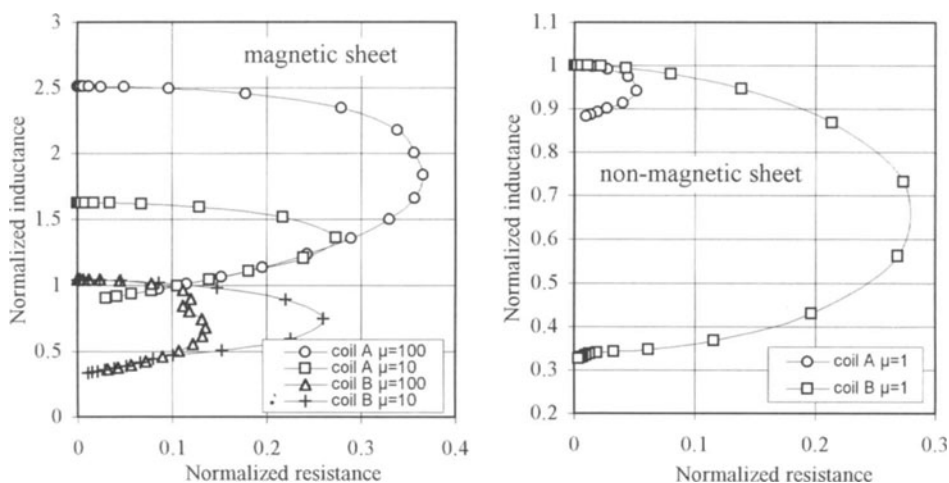 3
2.5
2
1.5
1
0.5
0
0
0.1
0.2
0.3
0.4
Normalized inductance
Normalized resistance
magnetic sheet
coil A µ=100
coil A µ=10
coil B µ=100
coil B µ=10
1.1
1
0.9
0.8
0.7
0.6
0.5
0.4
0.3
0.2
0
0.1
0.2
0.3
Normalized inductance
Normalized resistance
non-magnetic sheet
coil A µ=1
coil B µ=1